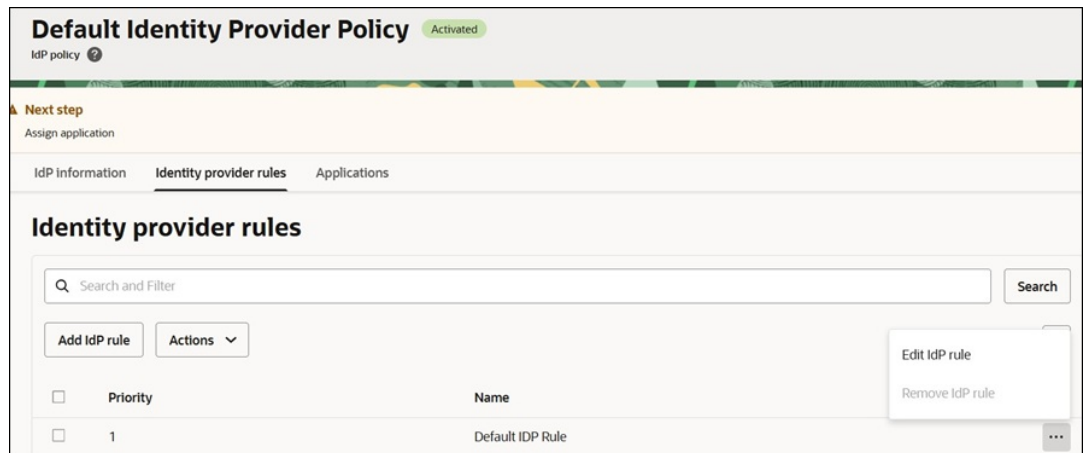 Default Identity Provider Policy Activated
IdP policy ?
Next step
Assign application
IdP information Identity provider rules Applications
Identity provider rules
Search and Filter Search
Add IdP rule Actions
Edit IdP rule
Remove IdP rule
Priority Name
1 Default IDP Rule ...